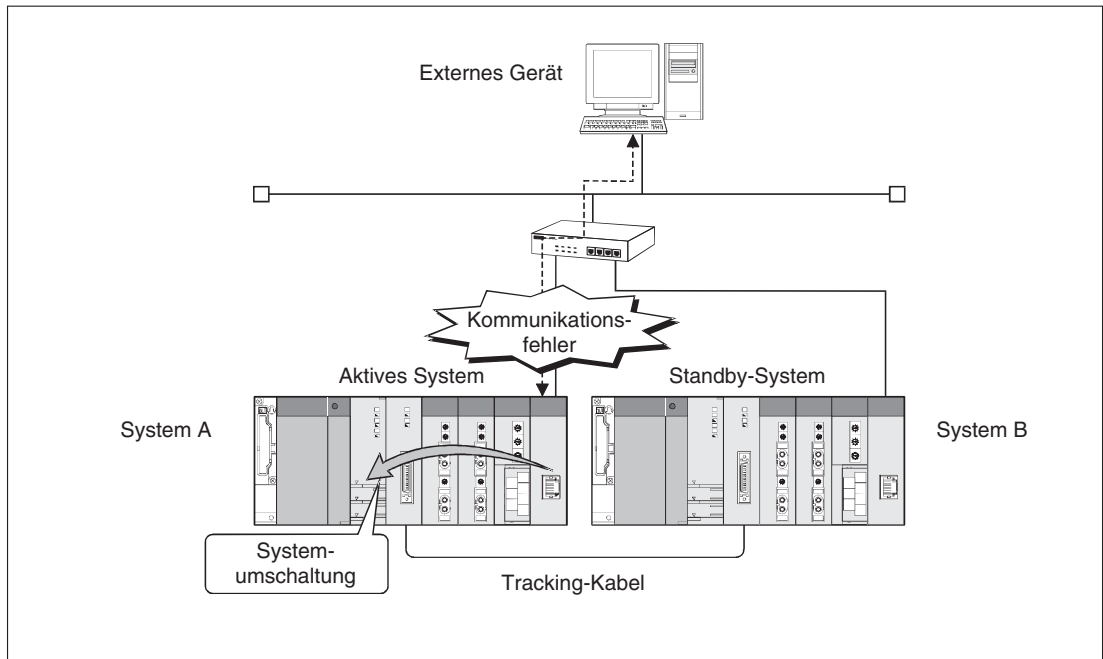 Externes Gerät
Kommunikations-
fehler
Aktives System
Standby-System
System A
System B
System-
umschaltung
Tracking-Kabel